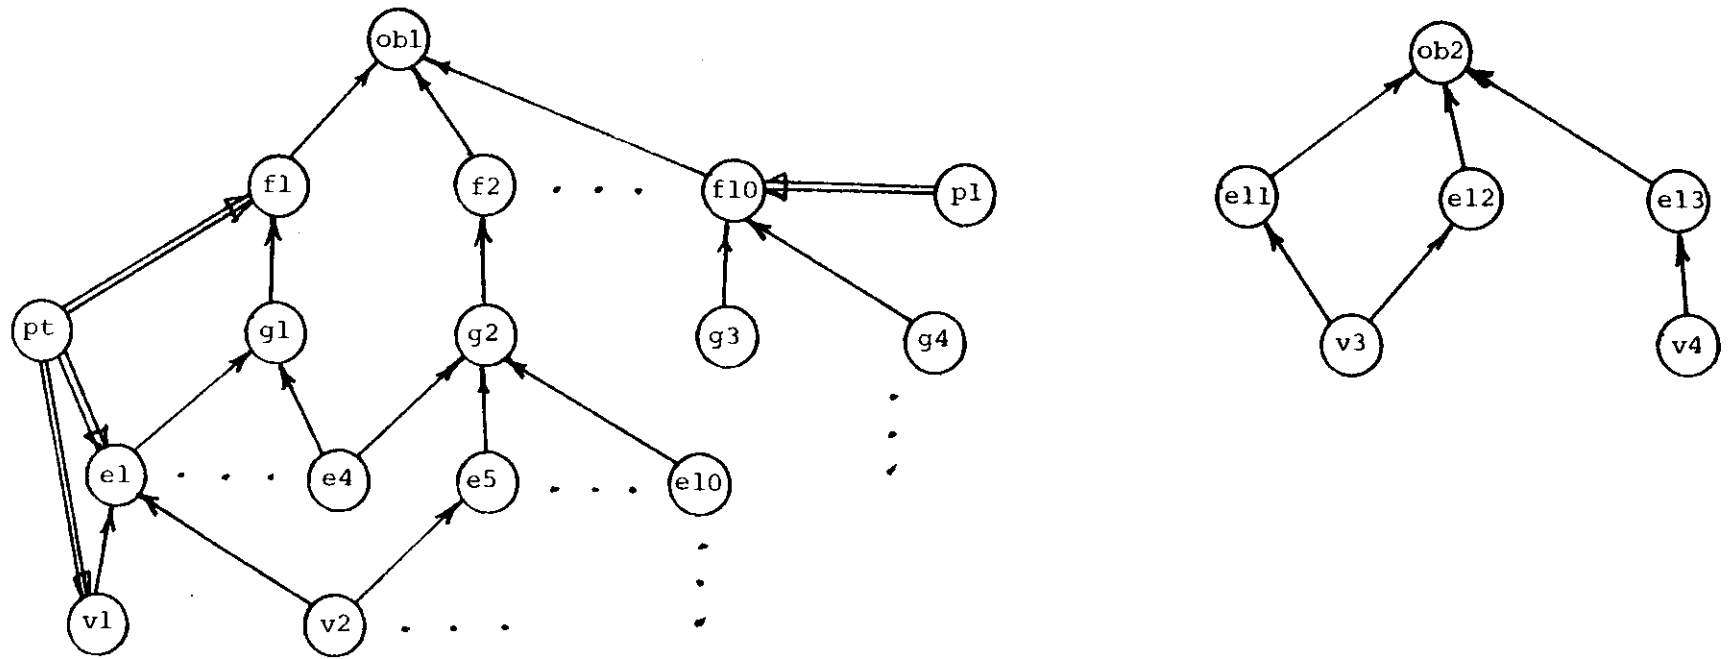 ob1
ob2
f1 f2 . . . f10 p1
e11 e12 e13
pt g1 g2 g3 g4
v3 v4
e1 . . . e4 e5 . . . e10
v1 v2 . . .